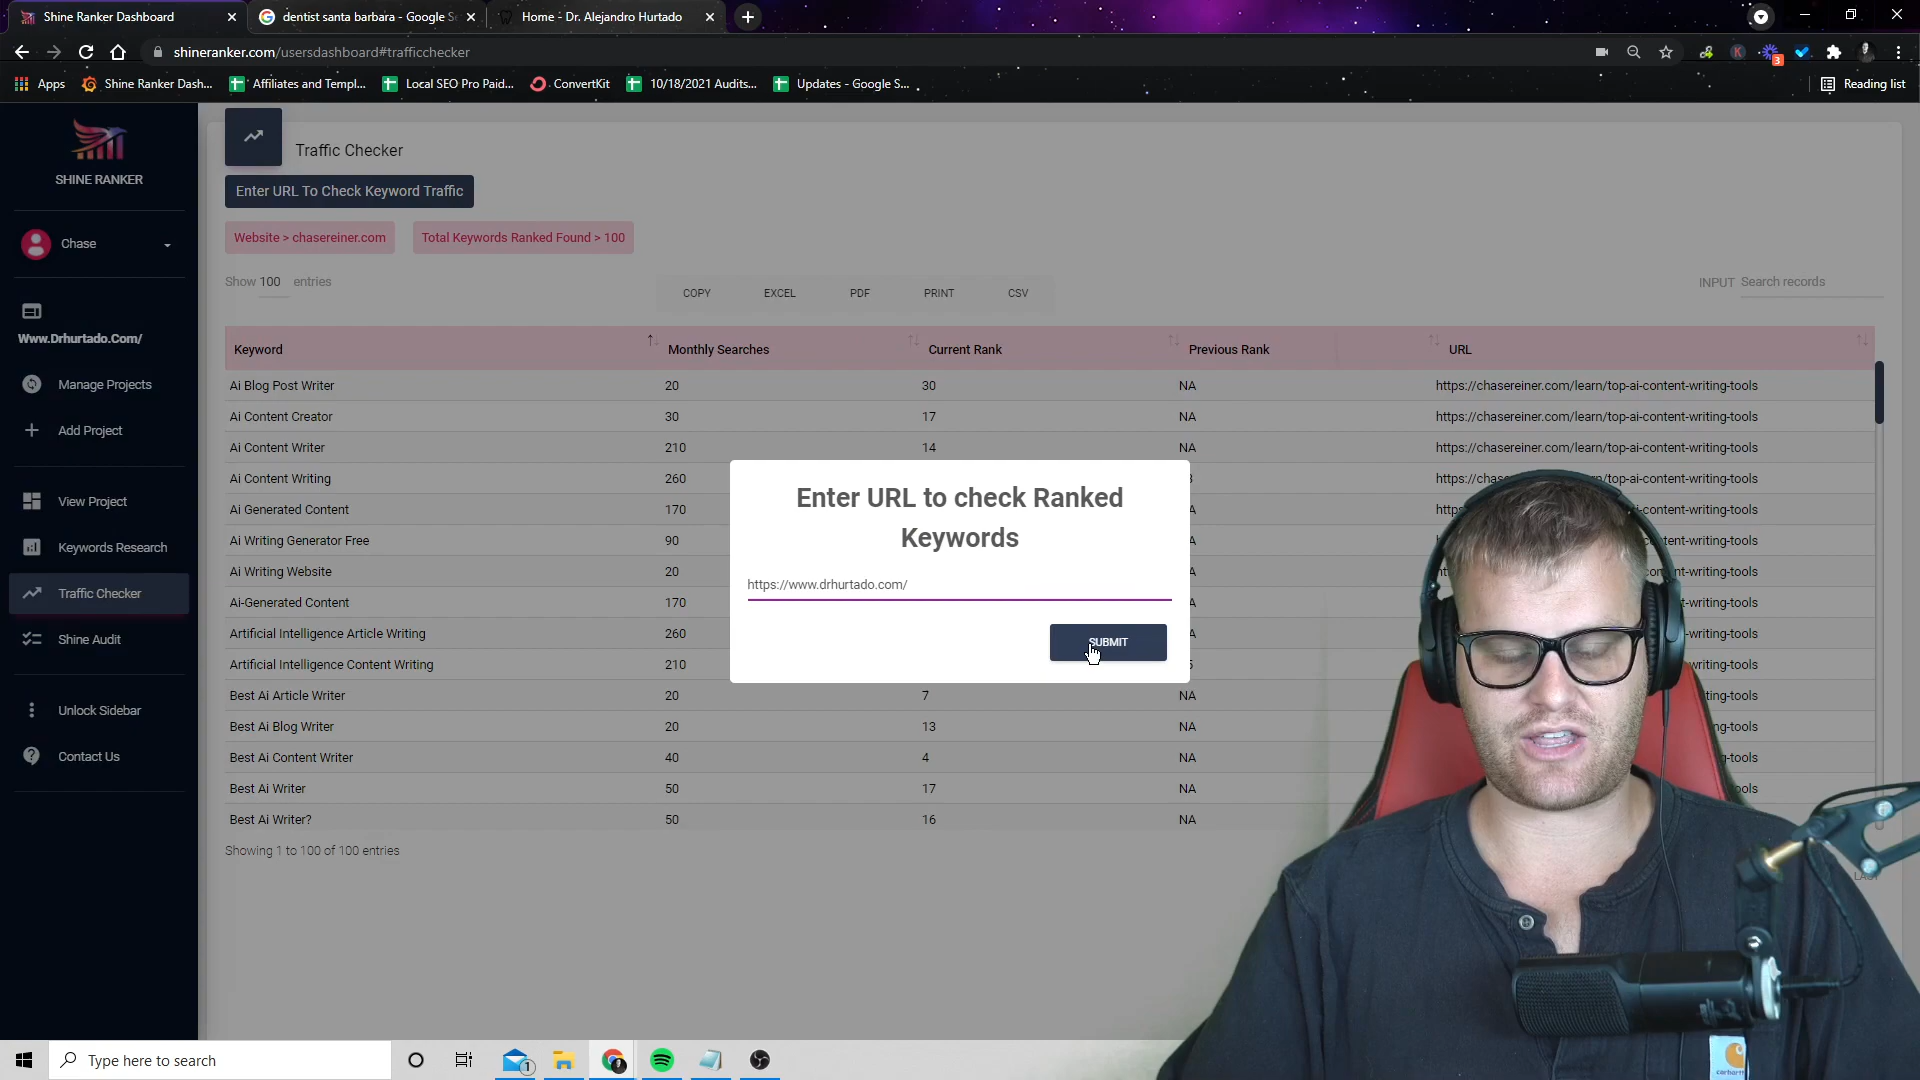 Shine Ranker Dashboard
dentist santa barbara - Google Se
Home - Dr. Alejandro Hurtado
shineranker.com/usersdashboard#trafficchecker
Apps
Shine Ranker Dash...
Affiliates and Templ...
Local SEO Pro Paid...
ConvertKit
10/18/2021 Audits...
Updates - Google S...
Reading list
3
SHINE RANKER
Chase
Www.Drhurtado.Com/
Manage Projects
Add Project
View Project
Keywords Research
Traffic Checker
Shine Audit
Unlock Sidebar
Contact Us
Traffic Checker
Enter URL To Check Keyword Traffic
Website > chasereiner.com
Total Keywords Ranked Found > 100
Show 100 entries
COPY EXCEL PDF PRINT CSV
INPUT Search records
Keyword Monthly Searches Current Rank Previous Rank URL
Ai Blog Post Writer 20 30 NA https://chasereiner.com/learn/top-ai-content-writing-tools
Ai Content Creator 30 17 NA https://chasereiner.com/learn/top-ai-content-writing-tools
Ai Content Writer 210 14 NA https://chasereiner.com/learn/top-ai-content-writing-tools
Ai Content Writing 260
Ai Generated Content 170
Ai Writing Generator Free 90
Ai Writing Website 20
Ai-Generated Content 170
Artificial Intelligence Article Writing 260
Artificial Intelligence Content Writing 210
Best Ai Article Writer 20 7 NA
Best Ai Blog Writer 20 13 NA
Best Ai Content Writer 40 4 NA
Best Ai Writer 50 17 NA
Best Ai Writer? 50 16 NA
Showing 1 to 100 of 100 entries
Enter URL to check Ranked
Keywords
https://www.drhurtado.com/
SUBMIT
carhartt
Type here to search
1